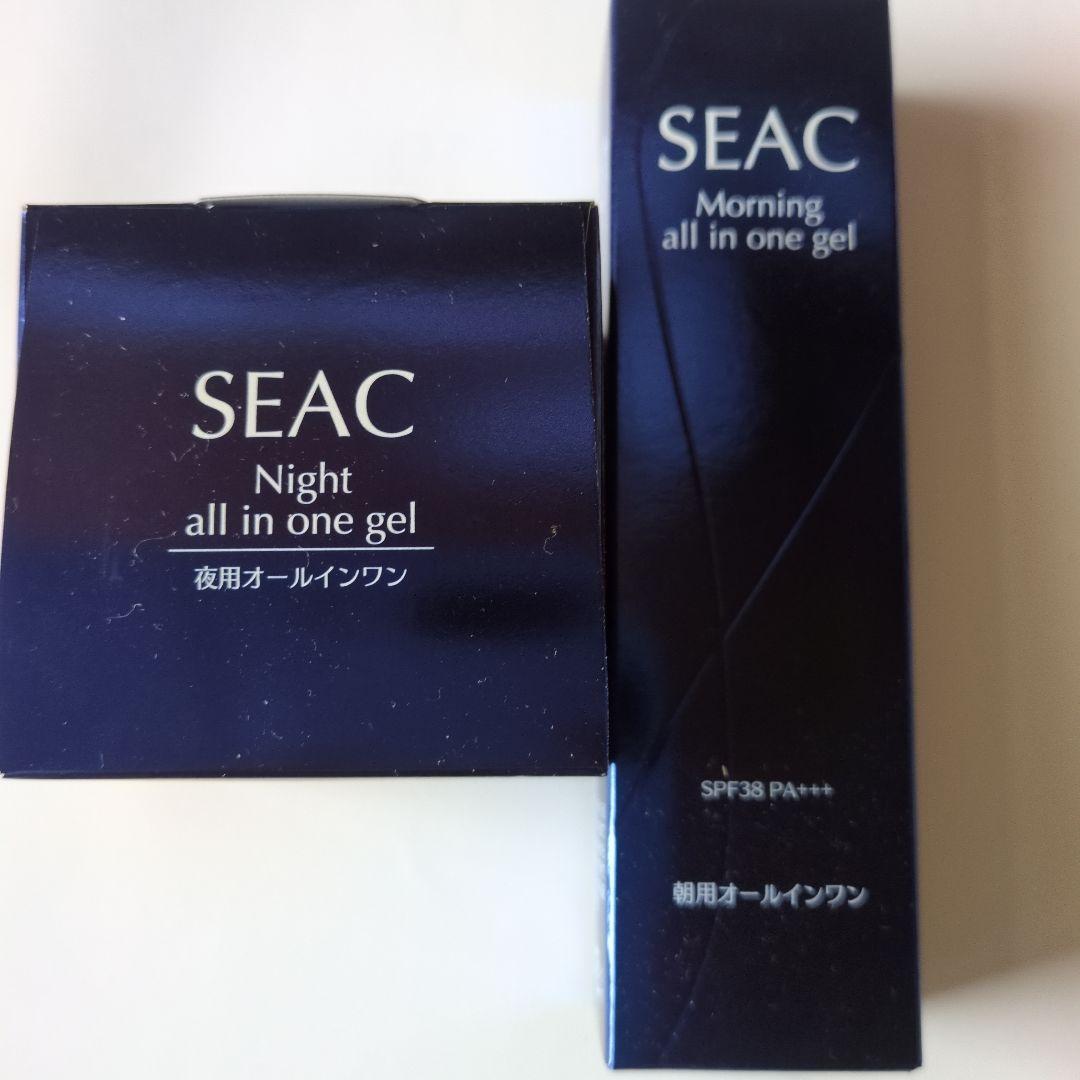 SEAC
Night
all in one gel
夜用オールインワン
SEAC
Morning
all in one gel
SPF38 PA+++
朝用オールインワン